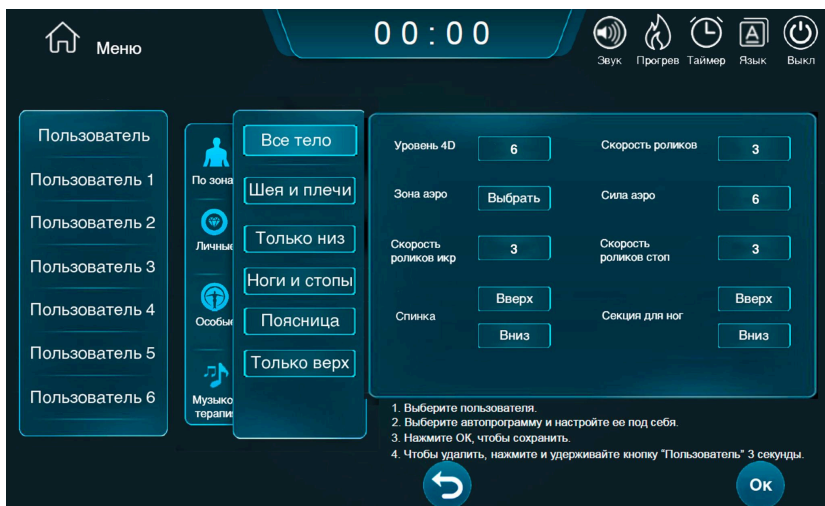 Меню
00:00
Звук
Прогрев
Таймер
A
Язык
Выкл
Пользователь
Пользователь 1
Пользователь 2
Пользователь 3
Пользователь 4
Пользователь 5
Пользователь 6
По зона
Личные
Особые
Музыко
терапи
Все тело
Шея и плечи
Только низ
Ноги и стопы
Поясница
Только верх
Уровень 4D
6
Скорость роликов
3
Зона аэро
Выбрать
Сила аэро
6
Скорость
роликов икр
3
Скорость
роликов стоп
3
Спинка
Вверх
Вниз
Секция для ног
Вверх
Вниз
1. Выберите пользователя.
2. Выберите автопрограмму и настройте ее под себя.
3. Нажмите ОК, чтобы сохранить.
4. Чтобы удалить, нажмите и удерживайте кнопку "Пользователь" 3 секунды.
Ок